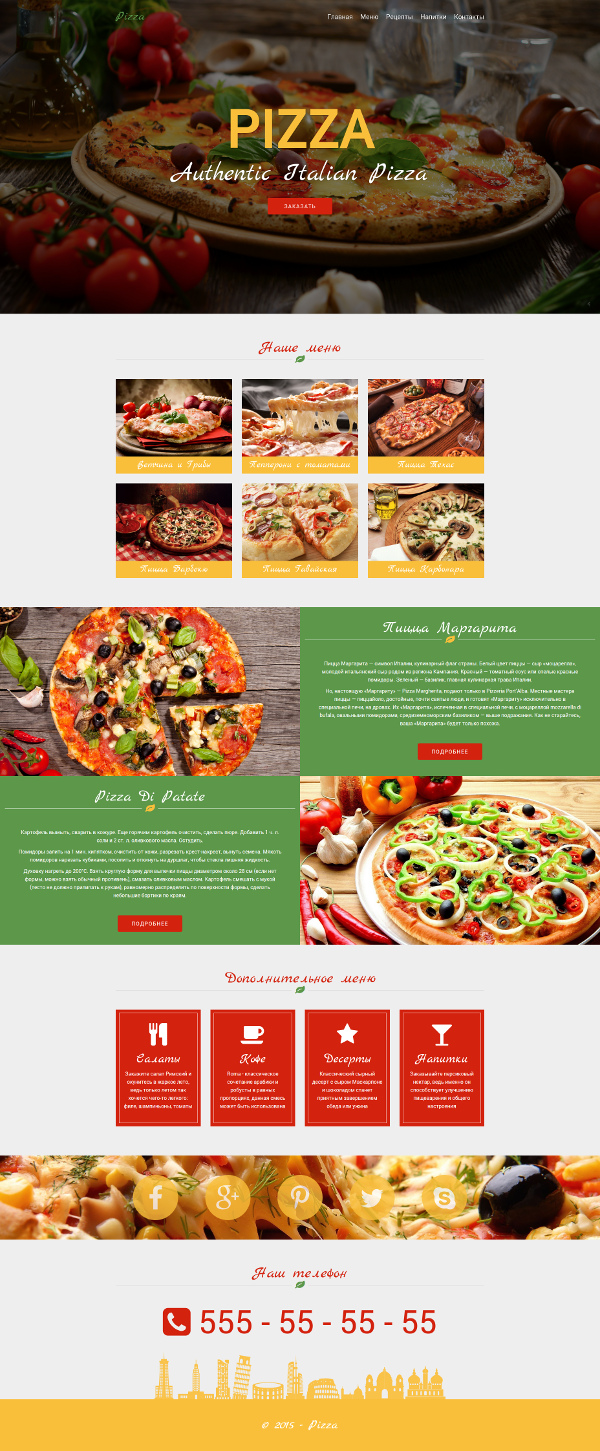 Pizza
Главная Меню Рецепты Напитки Контакты
PIZZA
Authentic Italian Pizza
ЗАКАЗАТЬ
Наше меню
Ветчина и Грибы
Пепперони с томатами
Пицца Техас
Пицца Барбекю
Пицца Гавайская
Пицца Карбонара
Пицца Маргарита
Пицца Маргарита — символ Италии, кулинарный флаг страны. Белый цвет пиццы — сыр «моцарелла»,
молодой итальянский сыр родом из региона Кампания. Красный — томатный соус или спелые красные
помидоры. Зеленый — базилик, главная кулинарная трава Италии.
Но, настоящую «Маргариту» — Pizza Margherita, подают только в Pizzeria Port'Alba. Местные мастера
пиццы — пиццайоло, достойные, почти святые люди, и готовят «Маргариту» исключительно в
специальной печи, на дровах. Их «Маргарита», испеченная в специальной печи, с моцареллой mozzarella di
bufala, овальными помидорами, средиземноморским базиликом — выше подражания. Как ни старайтесь,
ваша «Маргарита» будет только похожа.
ПОДРОБНЕЕ
Pizza Di Patate
Картофель вымыть, сварить в кожуре. Еще горячим картофель очистить, сделать пюре. Добавить 1 ч. л.
соли и 2 ст. л. оливкового масла. Остудить.
Помидоры залить на 1 мин. кипятком, очистить от кожи, разрезать крест-накрест, вынуть семена. Мякоть
помидоров нарезать кубиками, посолить и откинуть на дуршлаг, чтобы стекла лишняя жидкость.
Духовку нагреть до 200°C. Взять круглую форму для выпечки пиццы диаметром около 28 см (если нет
формы, можно взять обычный противень), смазать оливковым маслом. Картофель смешать с мукой
(тесто не должно прилипать к рукам), равномерно распределить по поверхности формы, сделать
небольшие бортики по краям.
ПОДРОБНЕЕ
Дополнительное меню
Салаты
Закажите салат Римский и
окунитесь в жаркое лето,
ведь только летом так
хочется чего-то легкого:
филе, шампиньоны, томаты
Кофе
Roma - классическое
сочетание арабики и
робусты в равных
пропорциях, данная смесь
может быть использована
Десерты
Классический сырный
десерт с сыром Маскарпоне
и шоколадом станет
приятным завершением
обеда или ужина
Напитки
Заказывайте персиковый
нектар, ведь именно он
способствует улучшению
пищеварения и общего
настроения
Наш телефон
555 - 55 - 55 - 55
© 2015 - Pizza